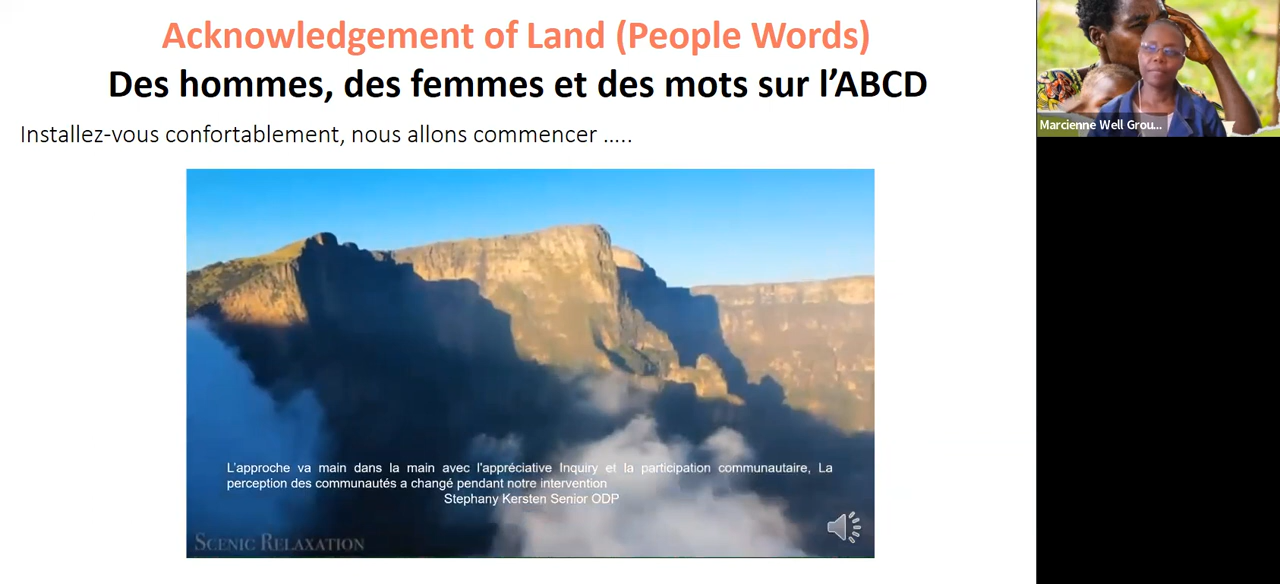 Acknowledgement of Land (People Words)
Des hommes, des femmes et des mots sur l’ABCD
Installez-vous confortablement, nous allons commencer …..
Marcienne Well Grou...
L'approche va main dans la main avec l'appréciative Inquiry et la participation communautaire, La
perception des communautés a changé pendant notre intervention
Stephany Kersten Senior ODP
SCENIC RELAXATION